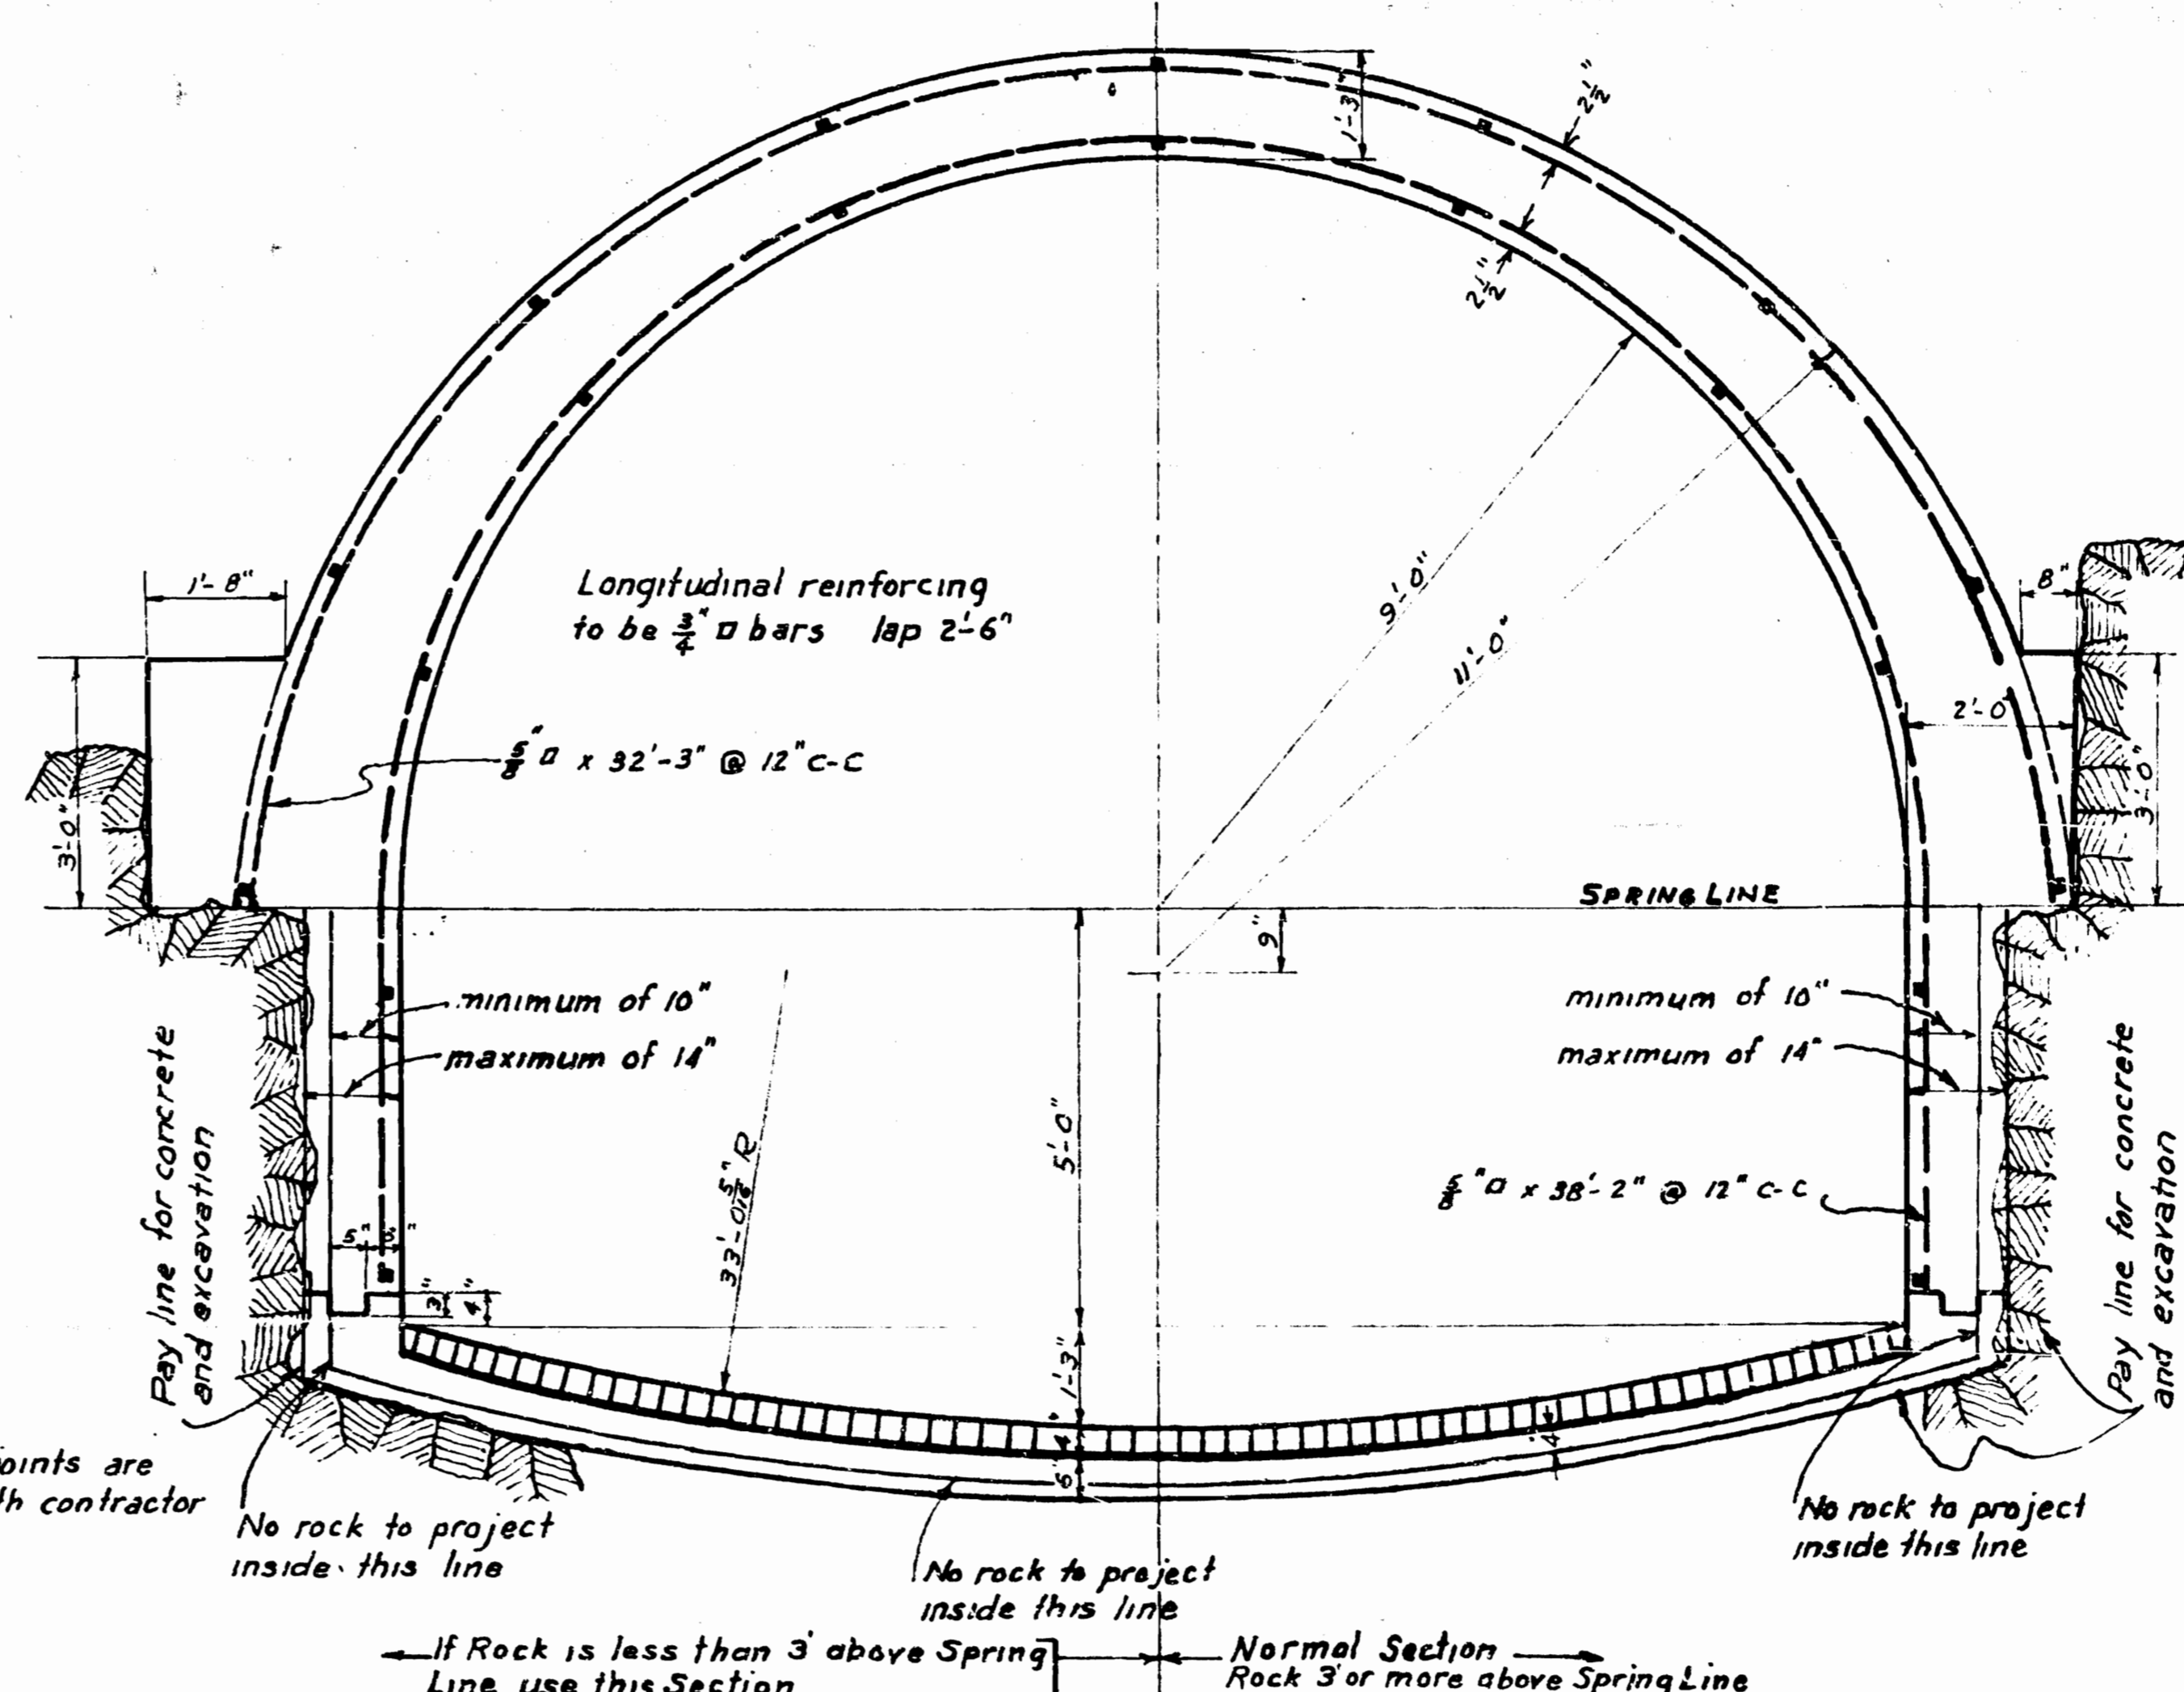 2½"
1'-3"
2½"
1'-8"
8"
Longitudinal reinforcing
to be ¾" ▫ bars lap 2'-6"
9'-0"
11'-0"
2'-0
⅝" ▫ x 32'-3" @ 12" C-C
3'-0"
3'-0"
SPRING LINE
9"
minimum of 10"
maximum of 14"
minimum of 10"
maximum of 14"
5'-0"
33'-0 5/16" R
⅝" ▫ x 38'-2" @ 12" C-C
Pay line for concrete
and excavation
Pay line for concrete
and excavation
5"
3"
4"
1'-3"
4"
6"
4"
oints are
th contractor
No rock to project
inside this line
No rock to project
inside this line
No rock to project
inside this line
If Rock is less than 3' above Spring
Line use this Section
Normal Section
Rock 3' or more above Spring Line